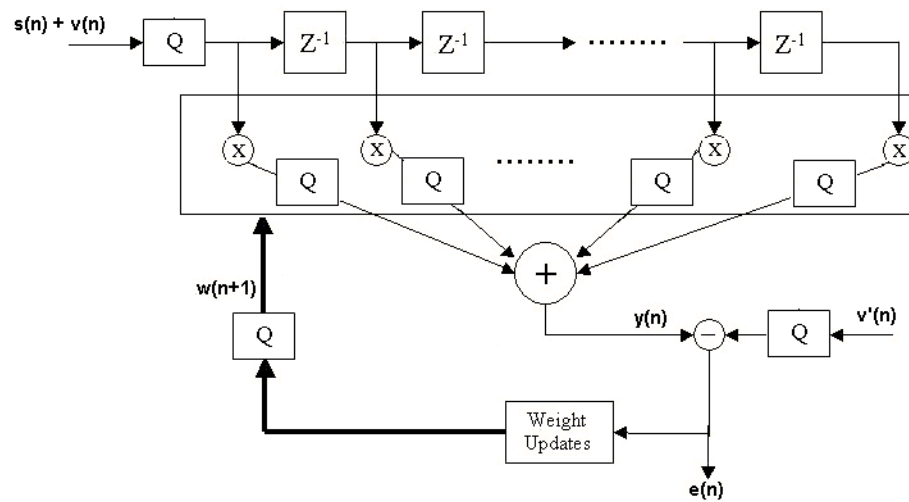 s(n) + v(n)
Q
Z⁻¹
Z⁻¹
........
Z⁻¹
X
X
........
X
X
Q
Q
Q
Q
+
w(n+1)
y(n)
−
Q
v'(n)
Q
Weight
Updates
e(n)